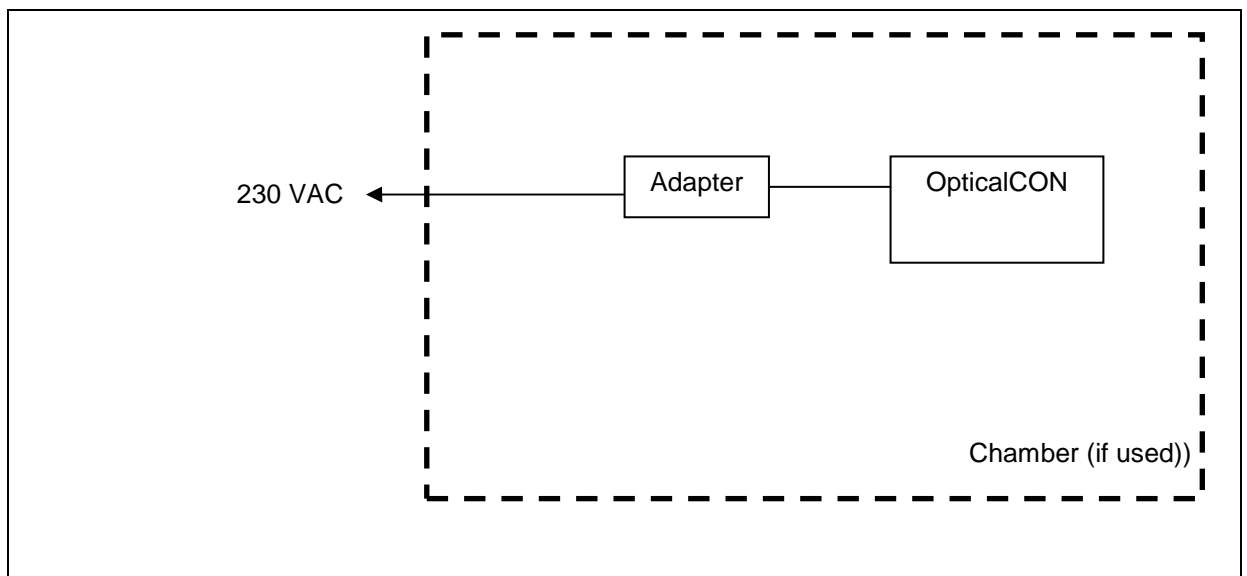 230 VAC
Adapter
OpticalCON
Chamber (if used))